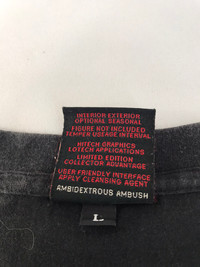 INTERIOR EXTERIOR
OPTIONAL SEASONAL
FIGURE NOT INCLUDED
TEMPER USEAGE INTERVAL
HITECH GRAPHICS
LOTECH APPLICATIONS
LIMITED EDITION
COLLECTOR ADVANTAGE
USER FRIENDLY INTERFACE
APPLY CLEANSING AGENT
AMBIDEXTROUS AMBUSH
L